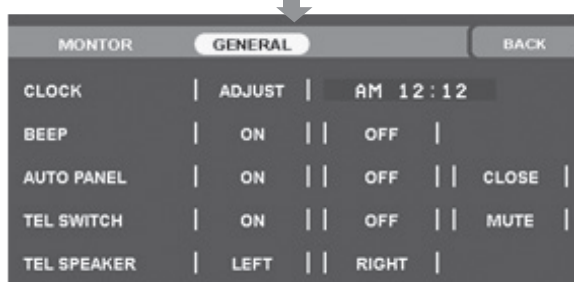 MONTOR GENERAL BACK
CLOCK ADJUST AM 12:12
BEEP ON OFF
AUTO PANEL ON OFF CLOSE
TEL SWITCH ON OFF MUTE
TEL SPEAKER LEFT RIGHT